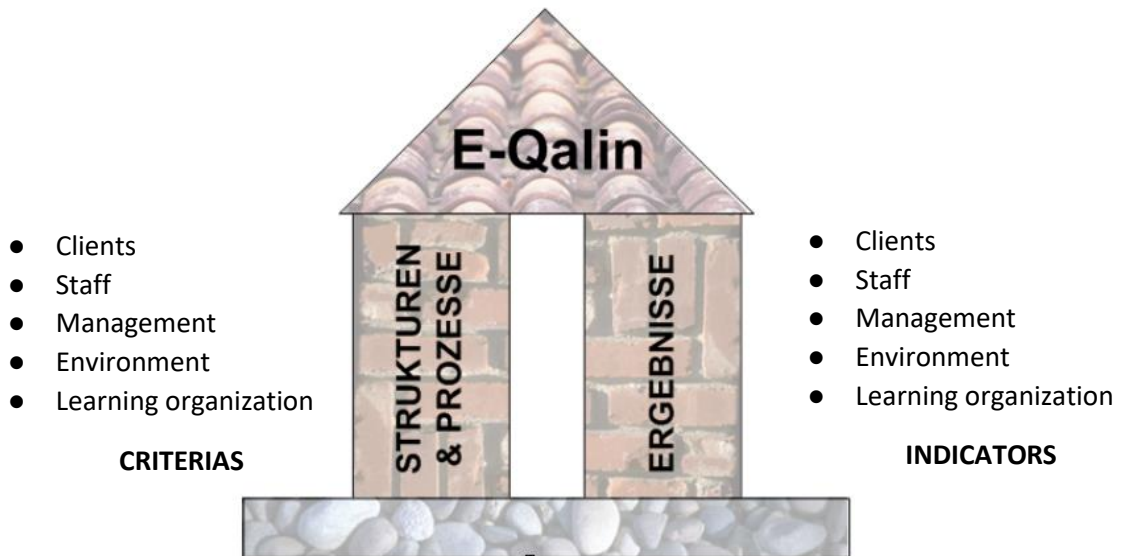 E-Qalin
● Clients
● Staff
● Management
● Environment
● Learning organization
CRITERIAS
STRUKTUREN
& PROZESSE
ERGEBNISSE
● Clients
● Staff
● Management
● Environment
● Learning organization
INDICATORS